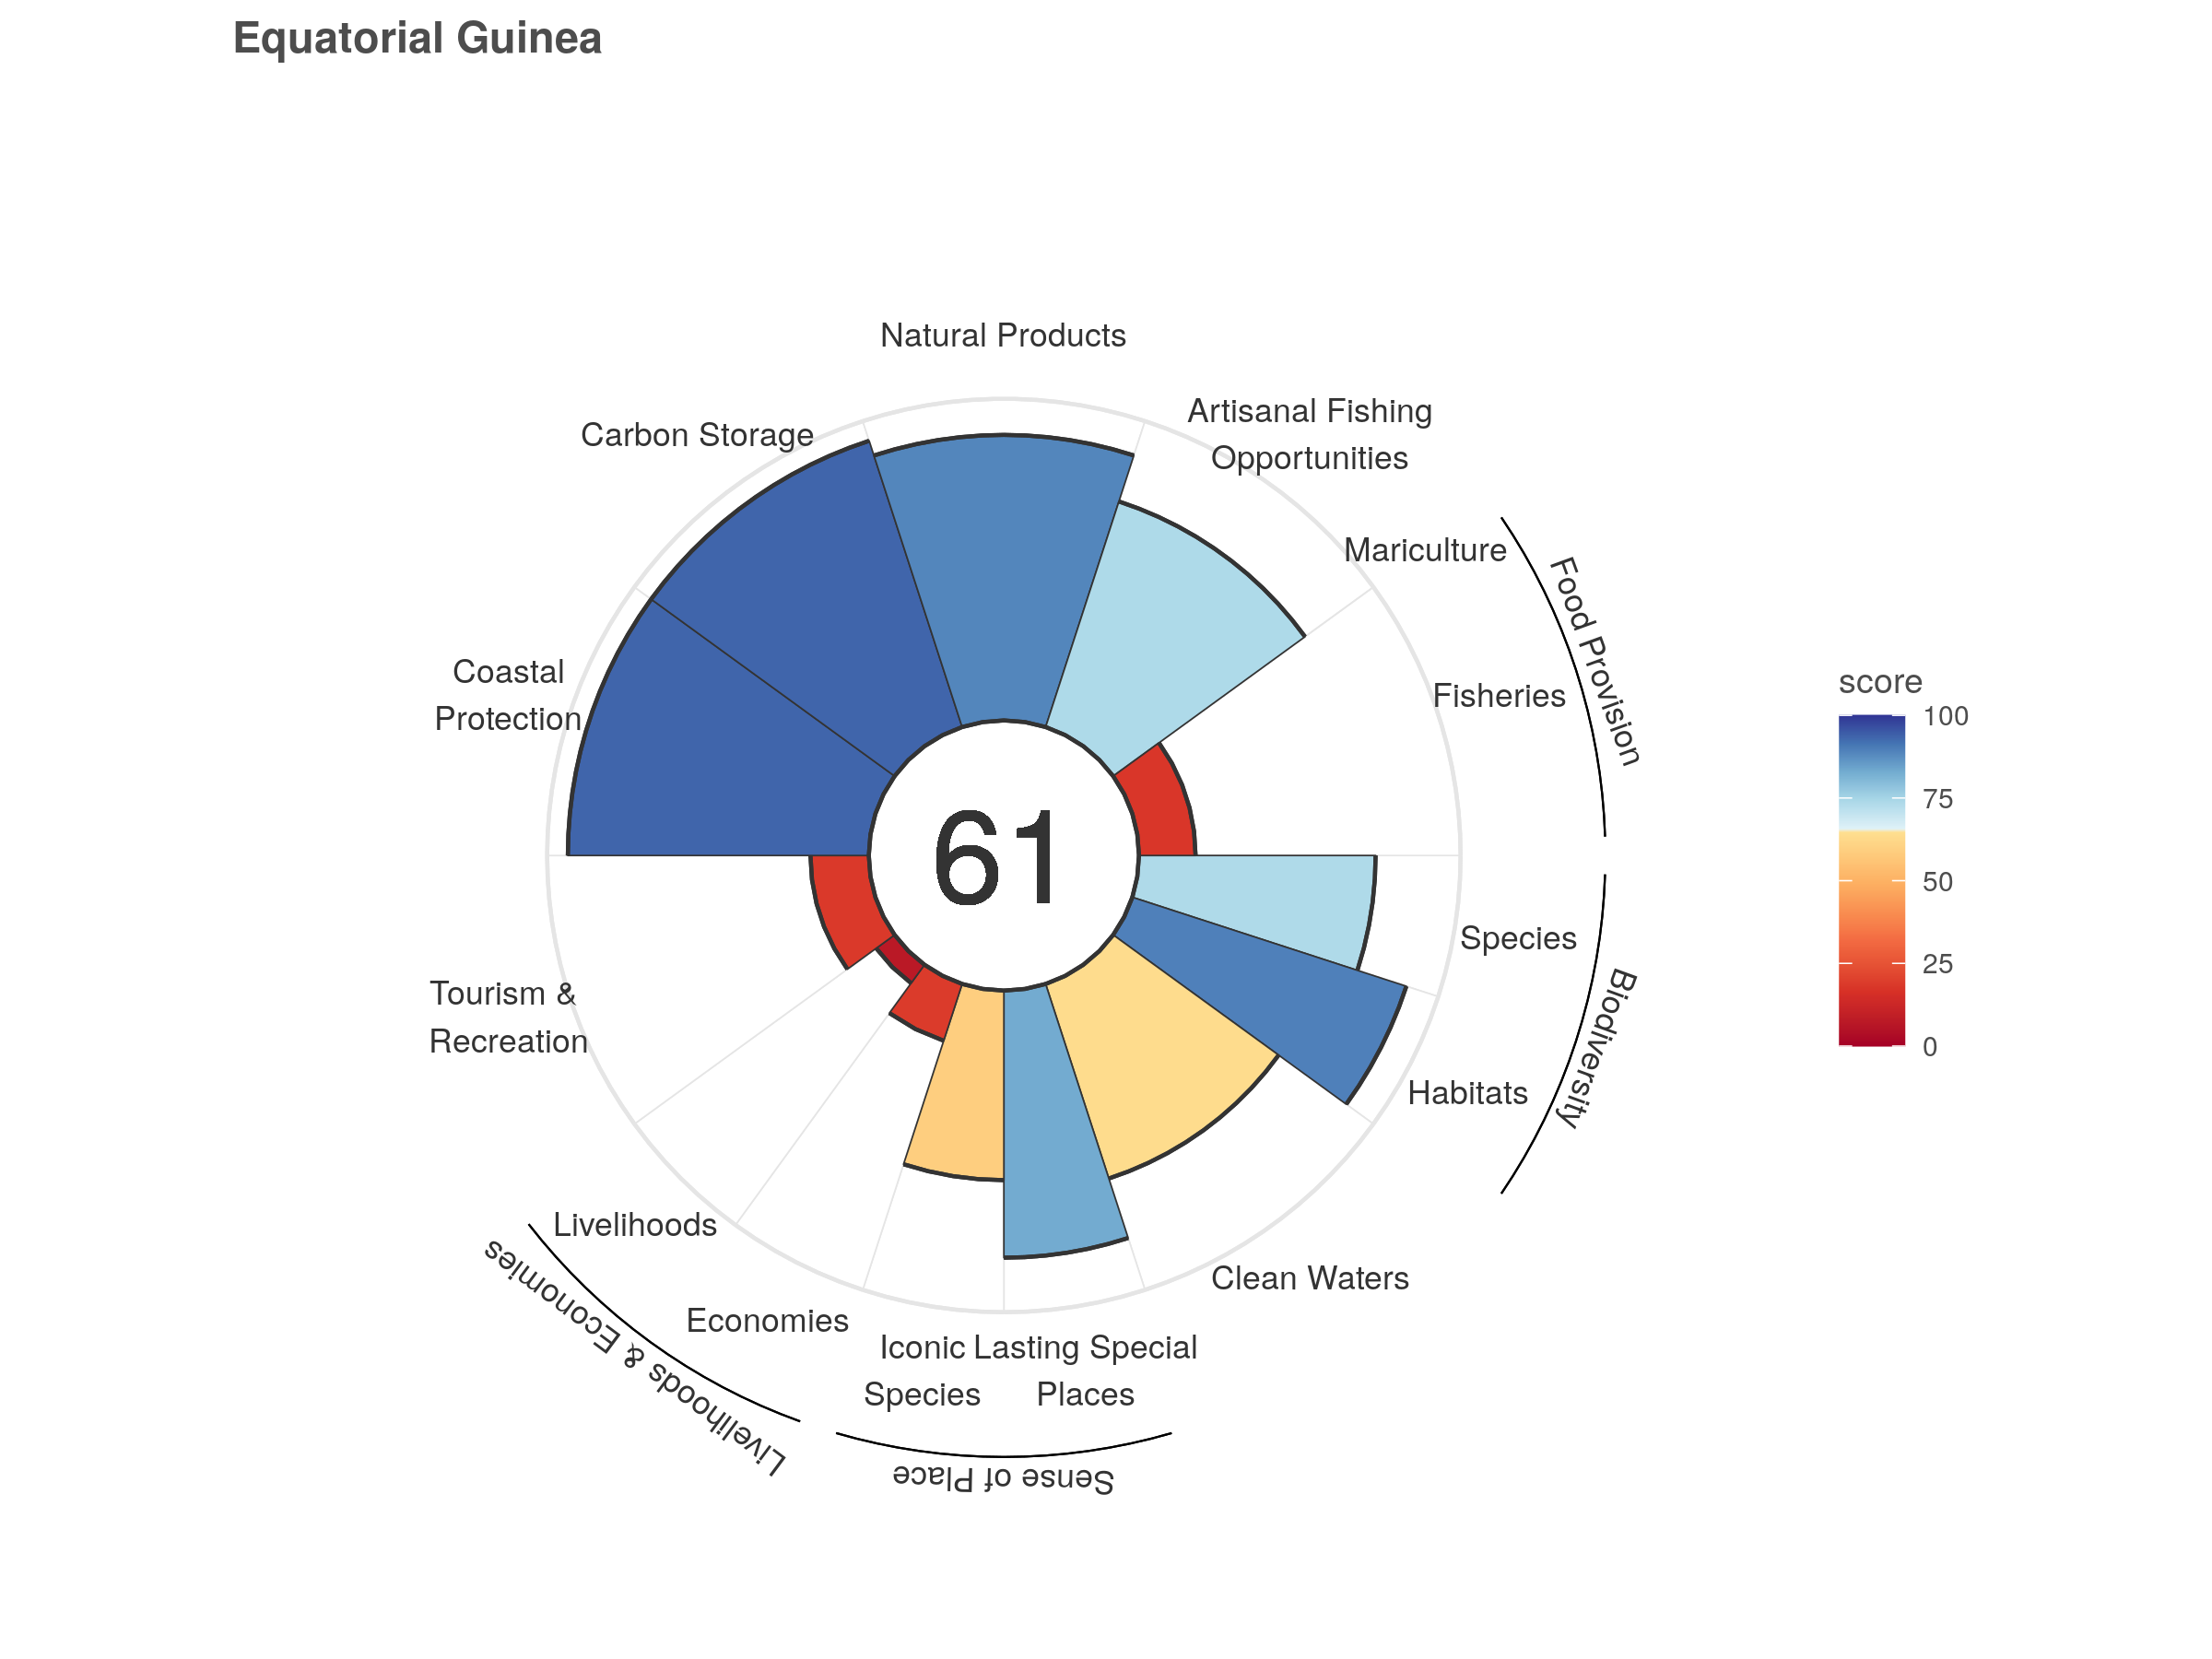 Equatorial Guinea
Natural Products
Artisanal Fishing
Opportunities
Carbon Storage
Mariculture
Food Provision
Fisheries
Coastal
Protection
score
100
75
50
25
0
61
Species
Biodiversity
Habitats
Tourism &
Recreation
Livelihoods
Livelihoods & Economies
Economies
Clean Waters
Iconic
Species
Lasting Special
Places
Sense of Place